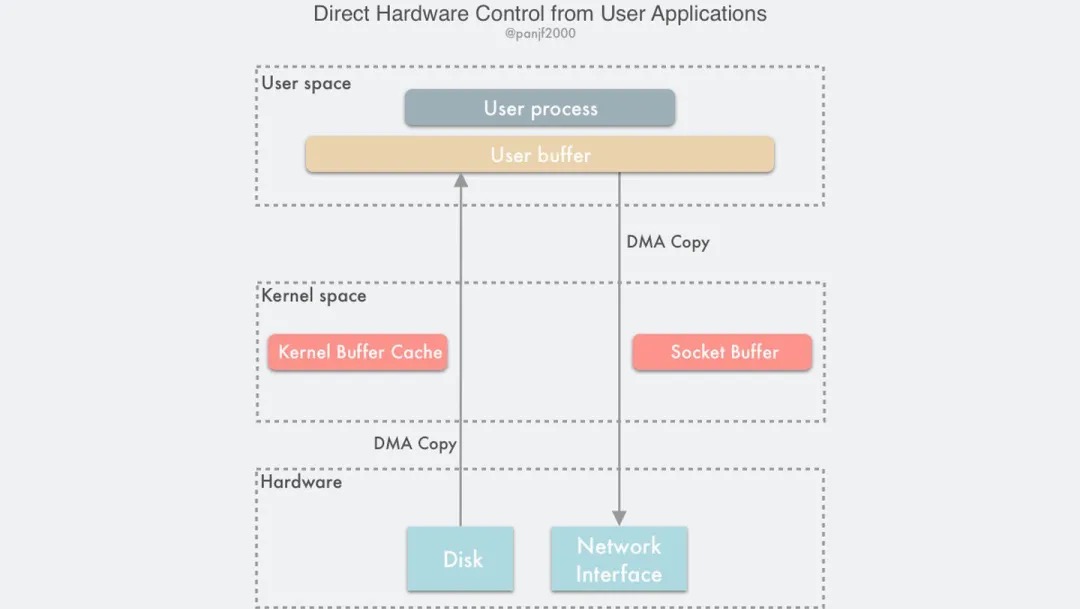 Direct Hardware Control from User Applications
@panjf2000
User space
User process
User buffer
DMA Copy
Kernel space
Kernel Buffer Cache
Socket Buffer
DMA Copy
Hardware
Disk
Network
Interface